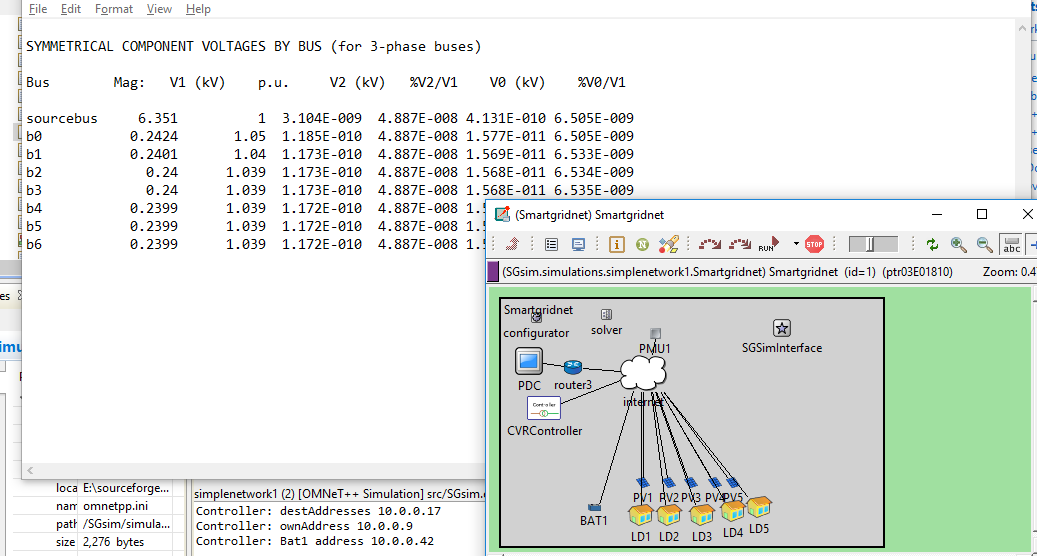 File Edit Format View Help
SYMMETRICAL COMPONENT VOLTAGES BY BUS (for 3-phase buses)
Bus Mag: V1 (kV) p.u. V2 (kV) %V2/V1 V0 (kV) %V0/V1
sourcebus 6.351 1 3.104E-009 4.887E-008 4.131E-010 6.505E-009
b0 0.2424 1.05 1.185E-010 4.887E-008 1.577E-011 6.505E-009
b1 0.2401 1.04 1.173E-010 4.887E-008 1.569E-011 6.533E-009
b2 0.24 1.039 1.173E-010 4.887E-008 1.568E-011 6.534E-009
b3 0.24 1.039 1.173E-010 4.887E-008 1.568E-011 6.535E-009
b4 0.2399 1.039 1.172E-010 4.887E-008
b5 0.2399 1.039 1.172E-010 4.887E-008
b6 0.2399 1.039 1.172E-010 4.887E-008
(Smartgridnet) Smartgridnet
RUN STOP abc
(SGsim.simulations.simplenetwork1.Smartgridnet) Smartgridnet (id=1) (ptr03E01810) Zoom: 0.4
Smartgridnet
configurator solver
PMU1 SGSimInterface
PDC router3
internet
Controller
CVRController
PV1 PV2 PV3 PV4 PV5
BAT1
LD1 LD2 LD3 LD4 LD5
es
imu
loca E:\sourceforge...
nam omnetpp.ini
path /SGsim/simula...
size 2,276 bytes
simplenetwork1 (2) [OMNeT++ Simulation] src/SGsim.
Controller: destAddresses 10.0.0.17
Controller: ownAddress 10.0.0.9
Controller: Bat1 address 10.0.0.42